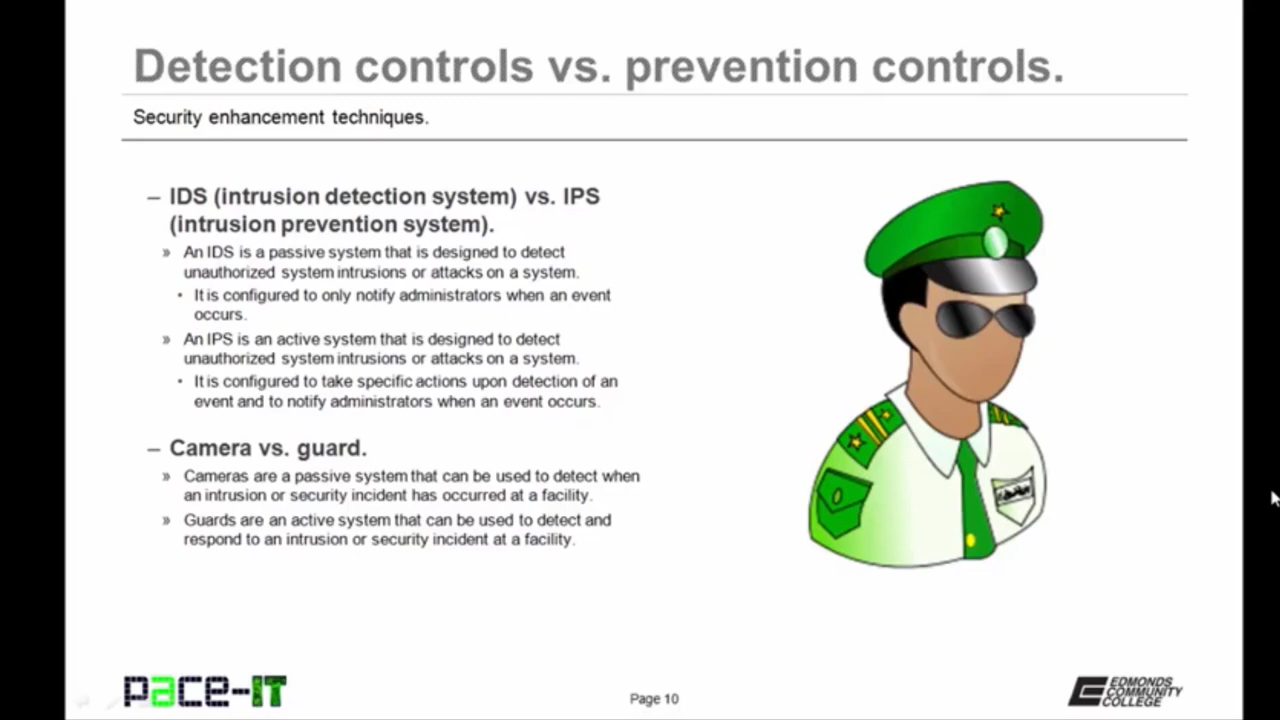 Detection controls vs. prevention controls.
Security enhancement techniques.
– IDS (intrusion detection system) vs. IPS
(intrusion prevention system).
» An IDS is a passive system that is designed to detect
unauthorized system intrusions or attacks on a system.
· It is configured to only notify administrators when an event
occurs.
» An IPS is an active system that is designed to detect
unauthorized system intrusions or attacks on a system.
· It is configured to take specific actions upon detection of an
event and to notify administrators when an event occurs.
– Camera vs. guard.
» Cameras are a passive system that can be used to detect when
an intrusion or security incident has occurred at a facility.
» Guards are an active system that can be used to detect and
respond to an intrusion or security incident at a facility.
pace-IT
Page 10
EDMONDS
COMMUNITY
COLLEGE